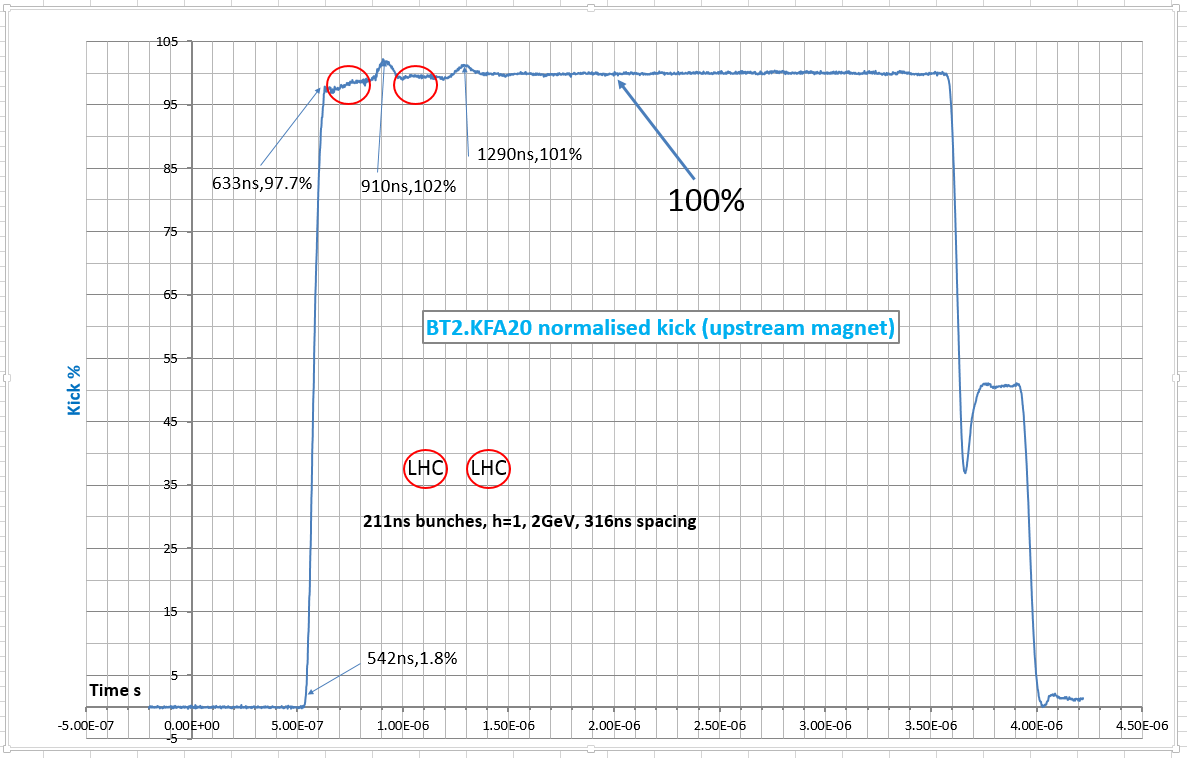 105
95
85
75
65
55
45
35
25
15
5
-5
Kick %
633ns,97.7%
910ns,102%
1290ns,101%
100%
BT2.KFA20 normalised kick (upstream magnet)
LHC LHC
211ns bunches, h=1, 2GeV, 316ns spacing
542ns,1.8%
Time s
-5.00E-07 0.00E+00 5.00E-07 1.00E-06 1.50E-06 2.00E-06 2.50E-06 3.00E-06 3.50E-06 4.00E-06 4.50E-06